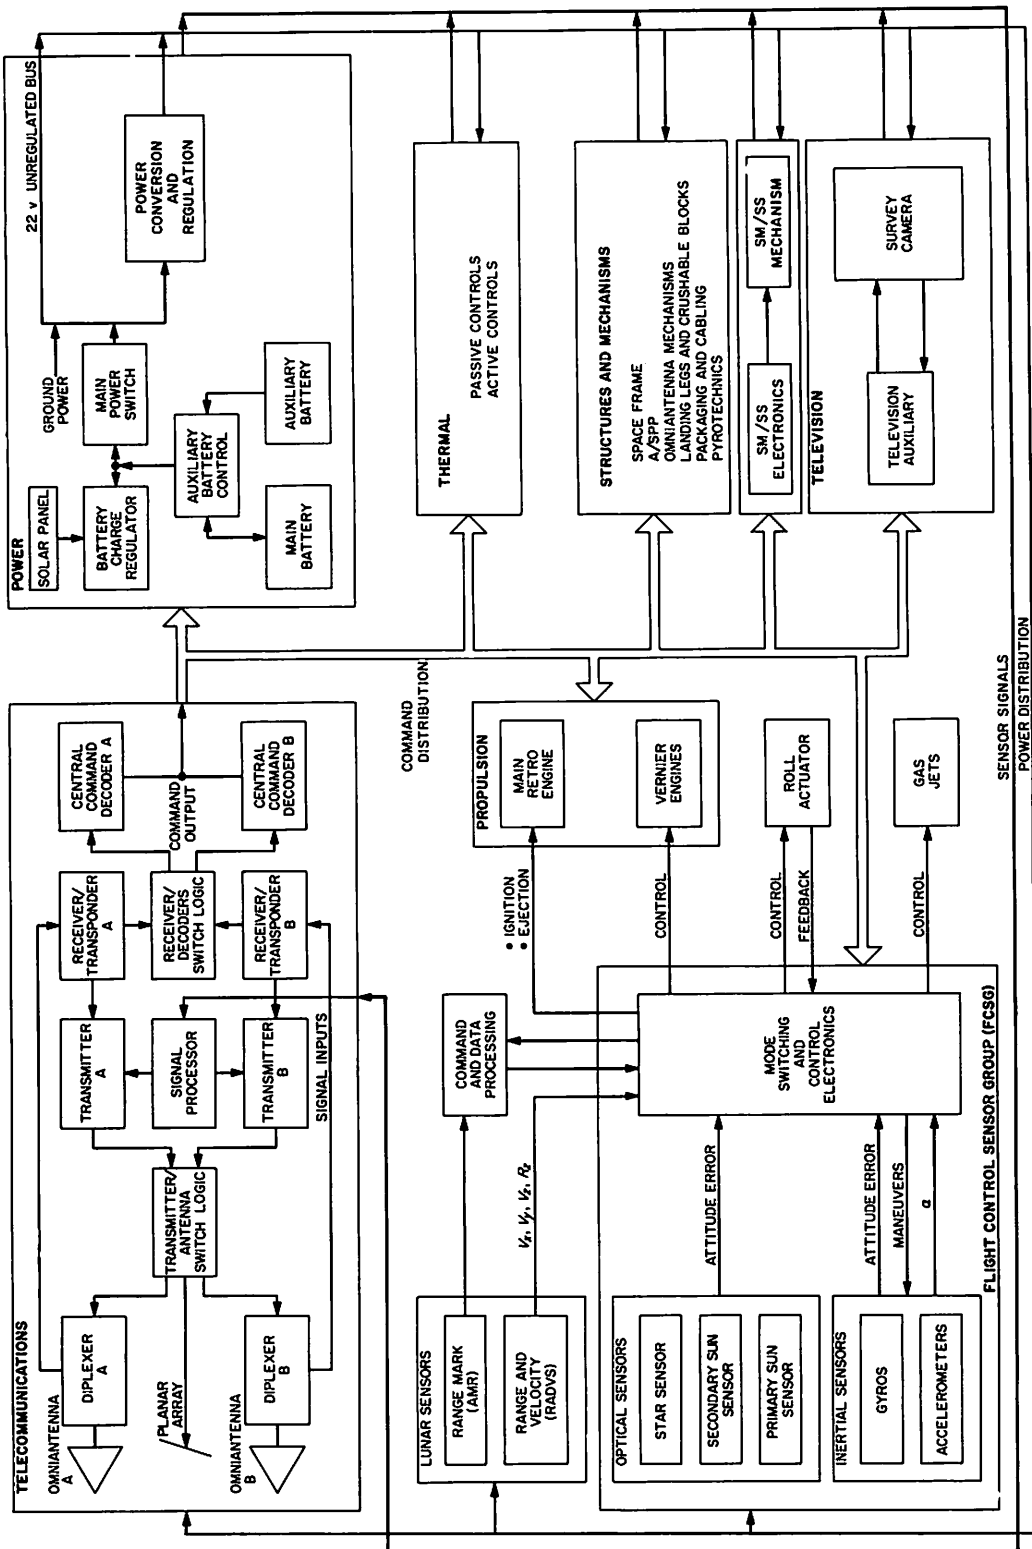 TELECOMMUNICATIONS
OMNIANTENNA
A
DIPLEXER
A
PLANAR
ARRAY
OMNIANTENNA
B
DIPLEXER
B
TRANSMITTER/
ANTENNA
SWITCH LOGIC
TRANSMITTER
A
SIGNAL
PROCESSOR
TRANSMITTER
B
SIGNAL INPUTS
RECEIVER/
TRANSPONDER
A
RECEIVER/
DECODERS
SWITCH LOGIC
RECEIVER/
TRANSPONDER
B
CENTRAL
COMMAND
DECODER A
COMMAND
OUTPUT
CENTRAL
COMMAND
DECODER B
POWER
SOLAR PANEL
BATTERY
CHARGE
REGULATOR
MAIN
BATTERY
AUXILIARY
BATTERY
CONTROL
GROUND
POWER
MAIN
POWER
SWITCH
AUXILIARY
BATTERY
22 v UNREGULATED BUS
POWER
CONVERSION
AND
REGULATION
LUNAR SENSORS
RANGE MARK
(AMR)
RANGE AND
VELOCITY
(RADVS)
Vx, Vy, Vz, Rz
COMMAND
AND DATA
PROCESSING
• IGNITION
• EJECTION
COMMAND
DISTRIBUTION
PROPULSION
MAIN
RETRO
ENGINE
VERNIER
ENGINES
CONTROL
THERMAL
PASSIVE CONTROLS
ACTIVE CONTROLS
STRUCTURES AND MECHANISMS
SPACE FRAME
A/SPP
OMNIANTENNA MECHANISMS
LANDING LEGS AND CRUSHABLE BLOCKS
PACKAGING AND CABLING
PYROTECHNICS
SM/SS
ELECTRONICS
SM/SS
MECHANISM
TELEVISION
TELEVISION
AUXILIARY
SURVEY
CAMERA
OPTICAL SENSORS
STAR SENSOR
SECONDARY SUN
SENSOR
PRIMARY SUN
SENSOR
ATTITUDE ERROR
INERTIAL SENSORS
GYROS
ACCELEROMETERS
ATTITUDE ERROR
MANEUVERS
α
MODE
SWITCHING
AND
CONTROL
ELECTRONICS
CONTROL
FEEDBACK
ROLL
ACTUATOR
CONTROL
GAS
JETS
FLIGHT CONTROL SENSOR GROUP (FCSG)
SENSOR SIGNALS
POWER DISTRIBUTION